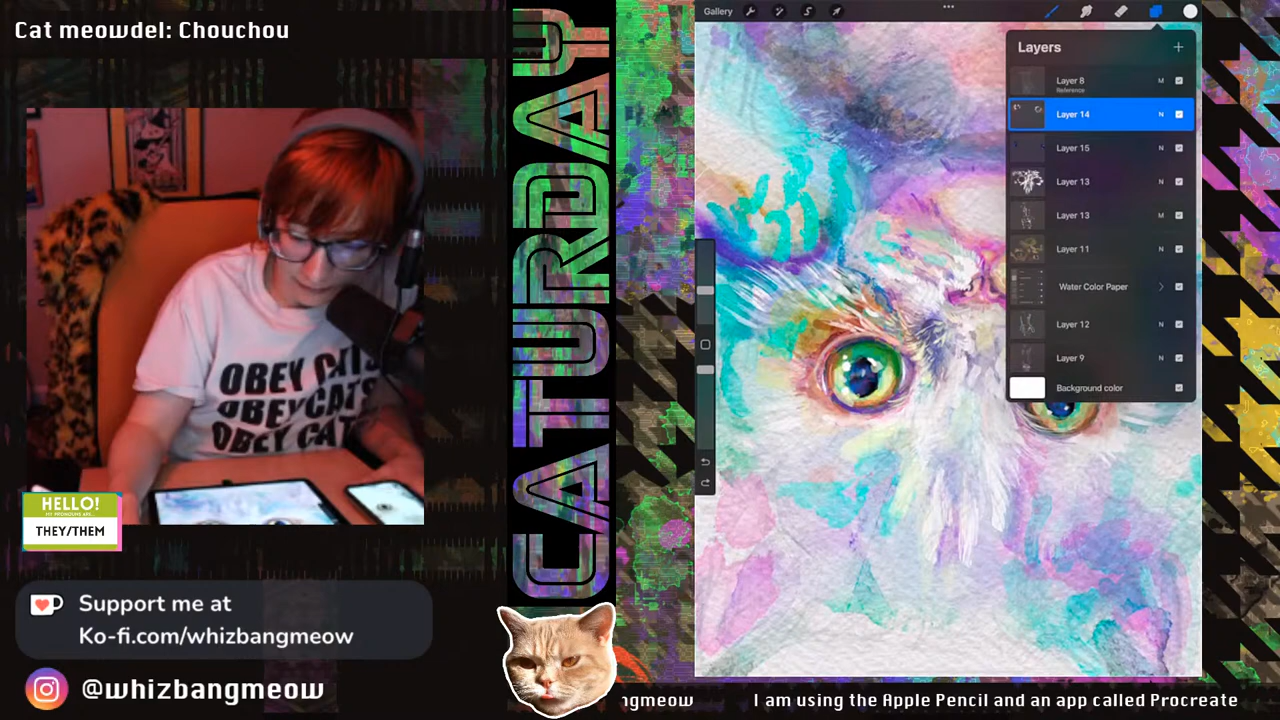 Cat meowdel: Chouchou
OBEY CATS
OBEY CATS
OBEY CATS
HELLO!
THEY/THEM
Support me at
Ko-fi.com/whizbangmeow
@whizbangmeow
CATURDAY
Gallery
Layers
Layer 8
M
Reference
Layer 14
N
Layer 15
N
Layer 13
N
Layer 13
M
Layer 11
N
Water Color Paper
Layer 12
N
Layer 9
N
Background color
ngmeow
I am using the Apple Pencil and an app called Procreate